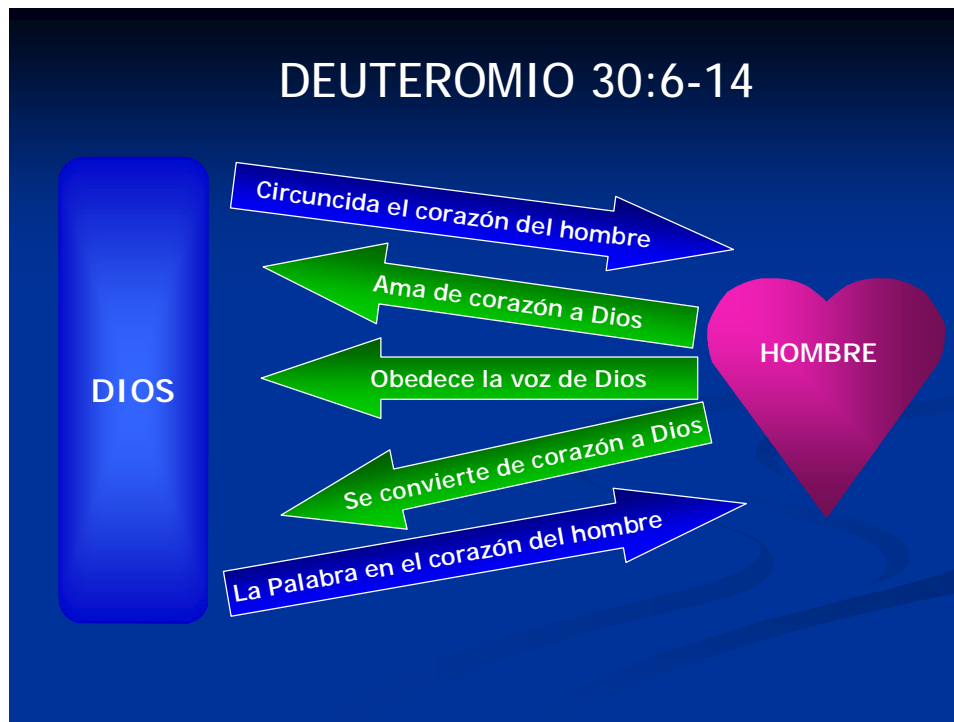 DEUTEROMIO 30:6-14
Circuncida el corazón del hombre
Ama de corazón a Dios
HOMBRE
DIOS
Obedece la voz de Dios
Se convierte de corazón a Dios
La Palabra en el corazón del hombre